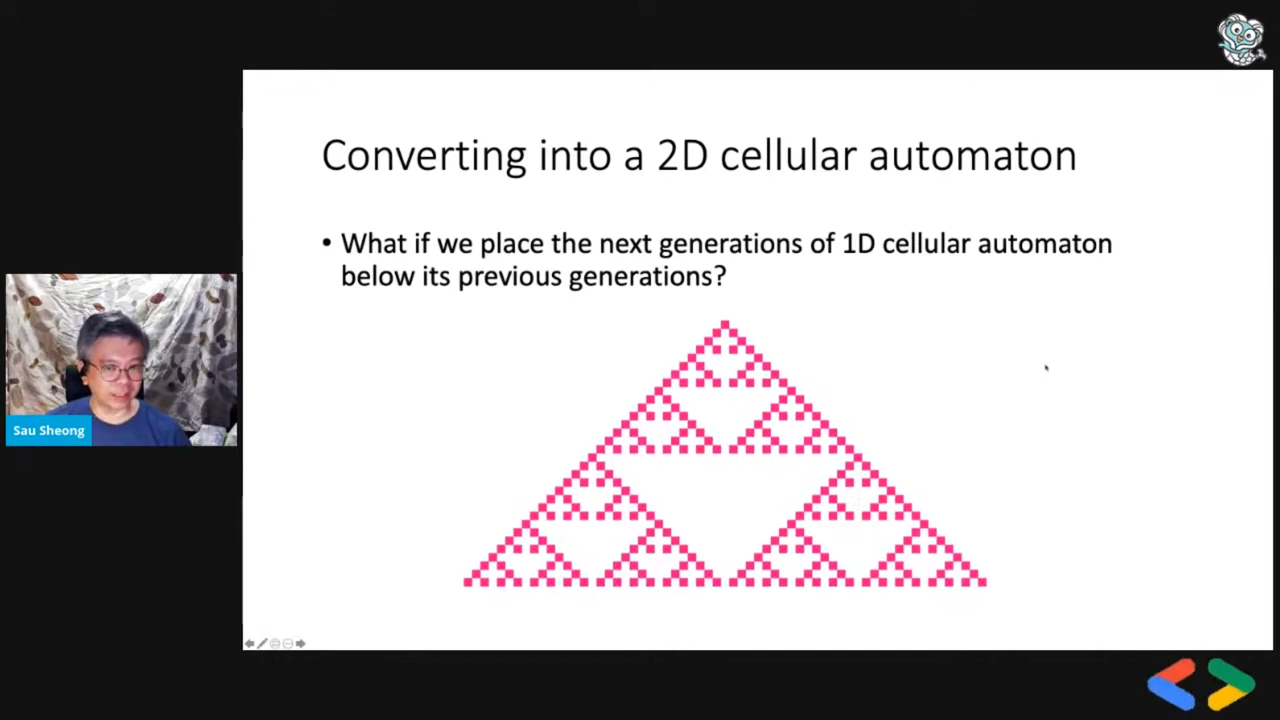 Converting into a 2D cellular automaton
• What if we place the next generations of 1D cellular automaton
below its previous generations?
Sau Sheong